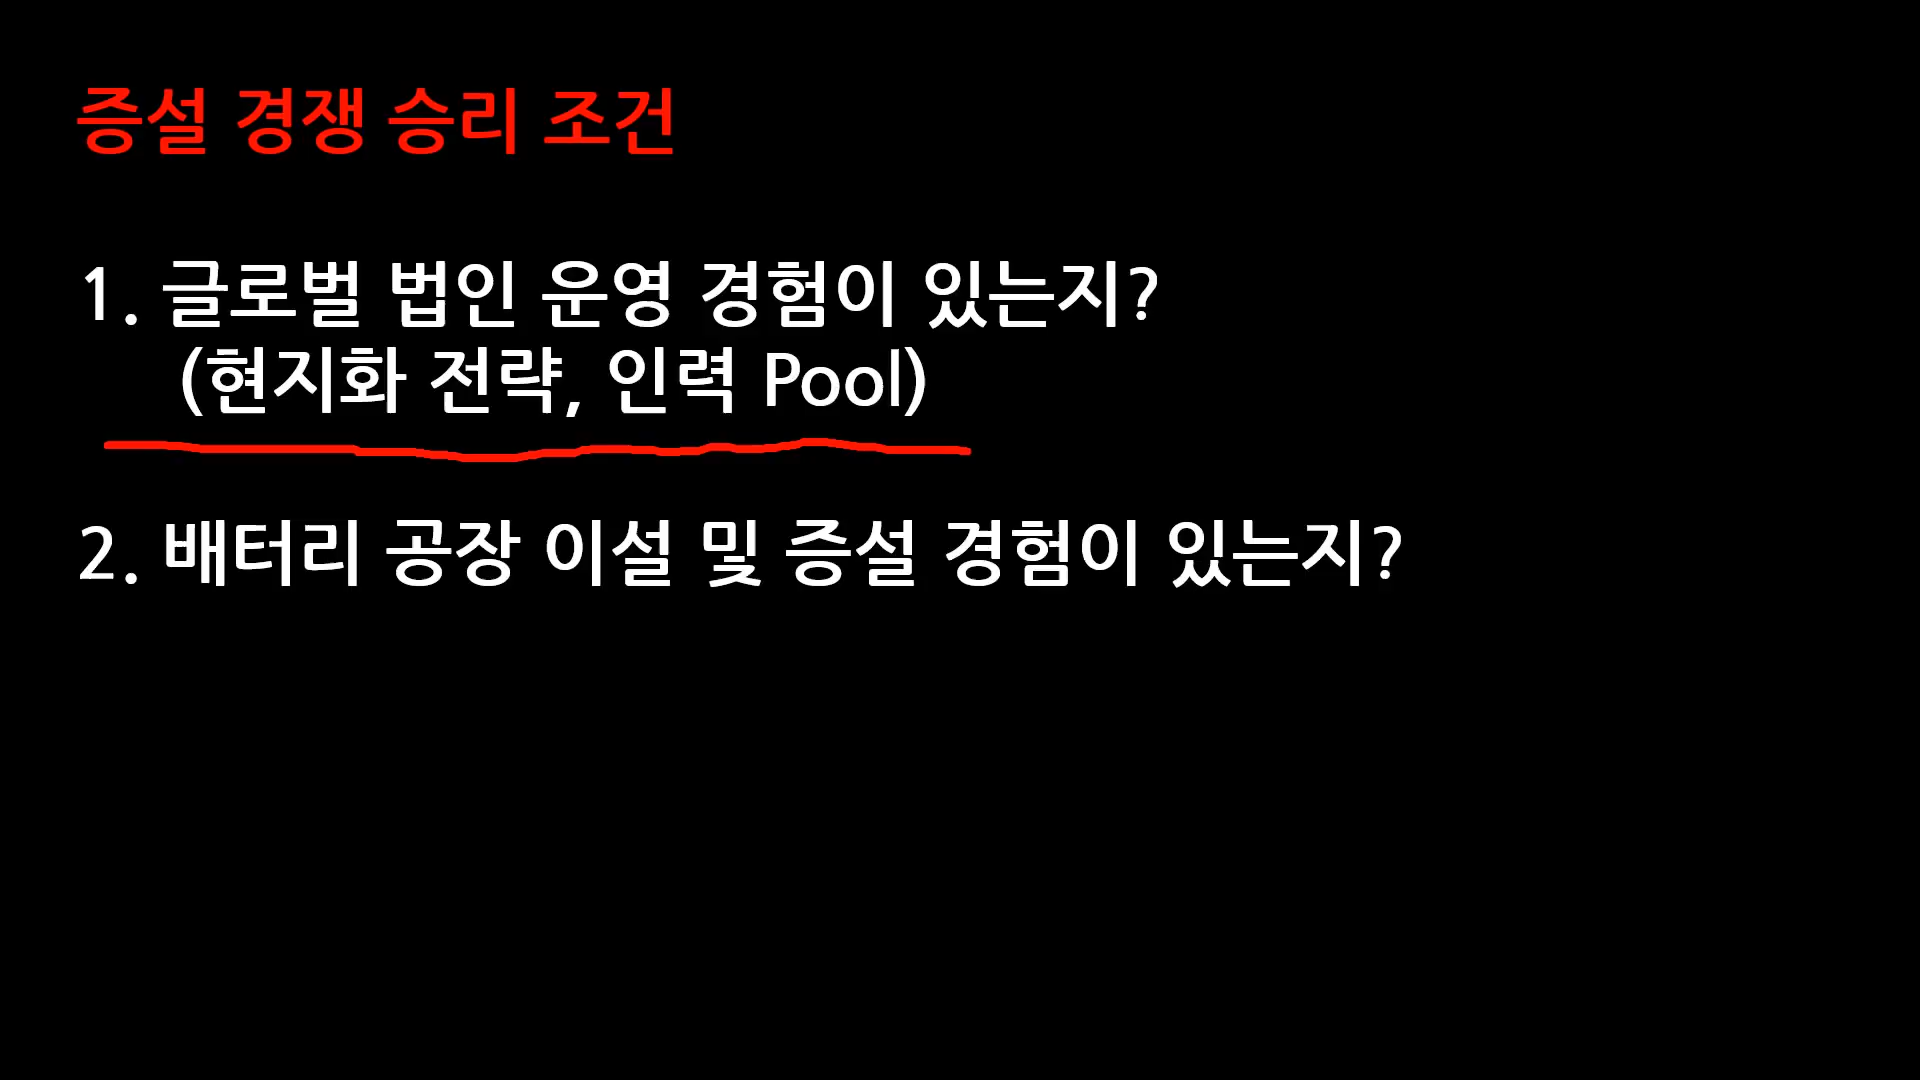 증설 경쟁 승리 조건
1. 글로벌 법인 운영 경험이 있는지?
(현지화 전략, 인력 Pool)
2. 배터리 공장 이설 및 증설 경험이 있는지?